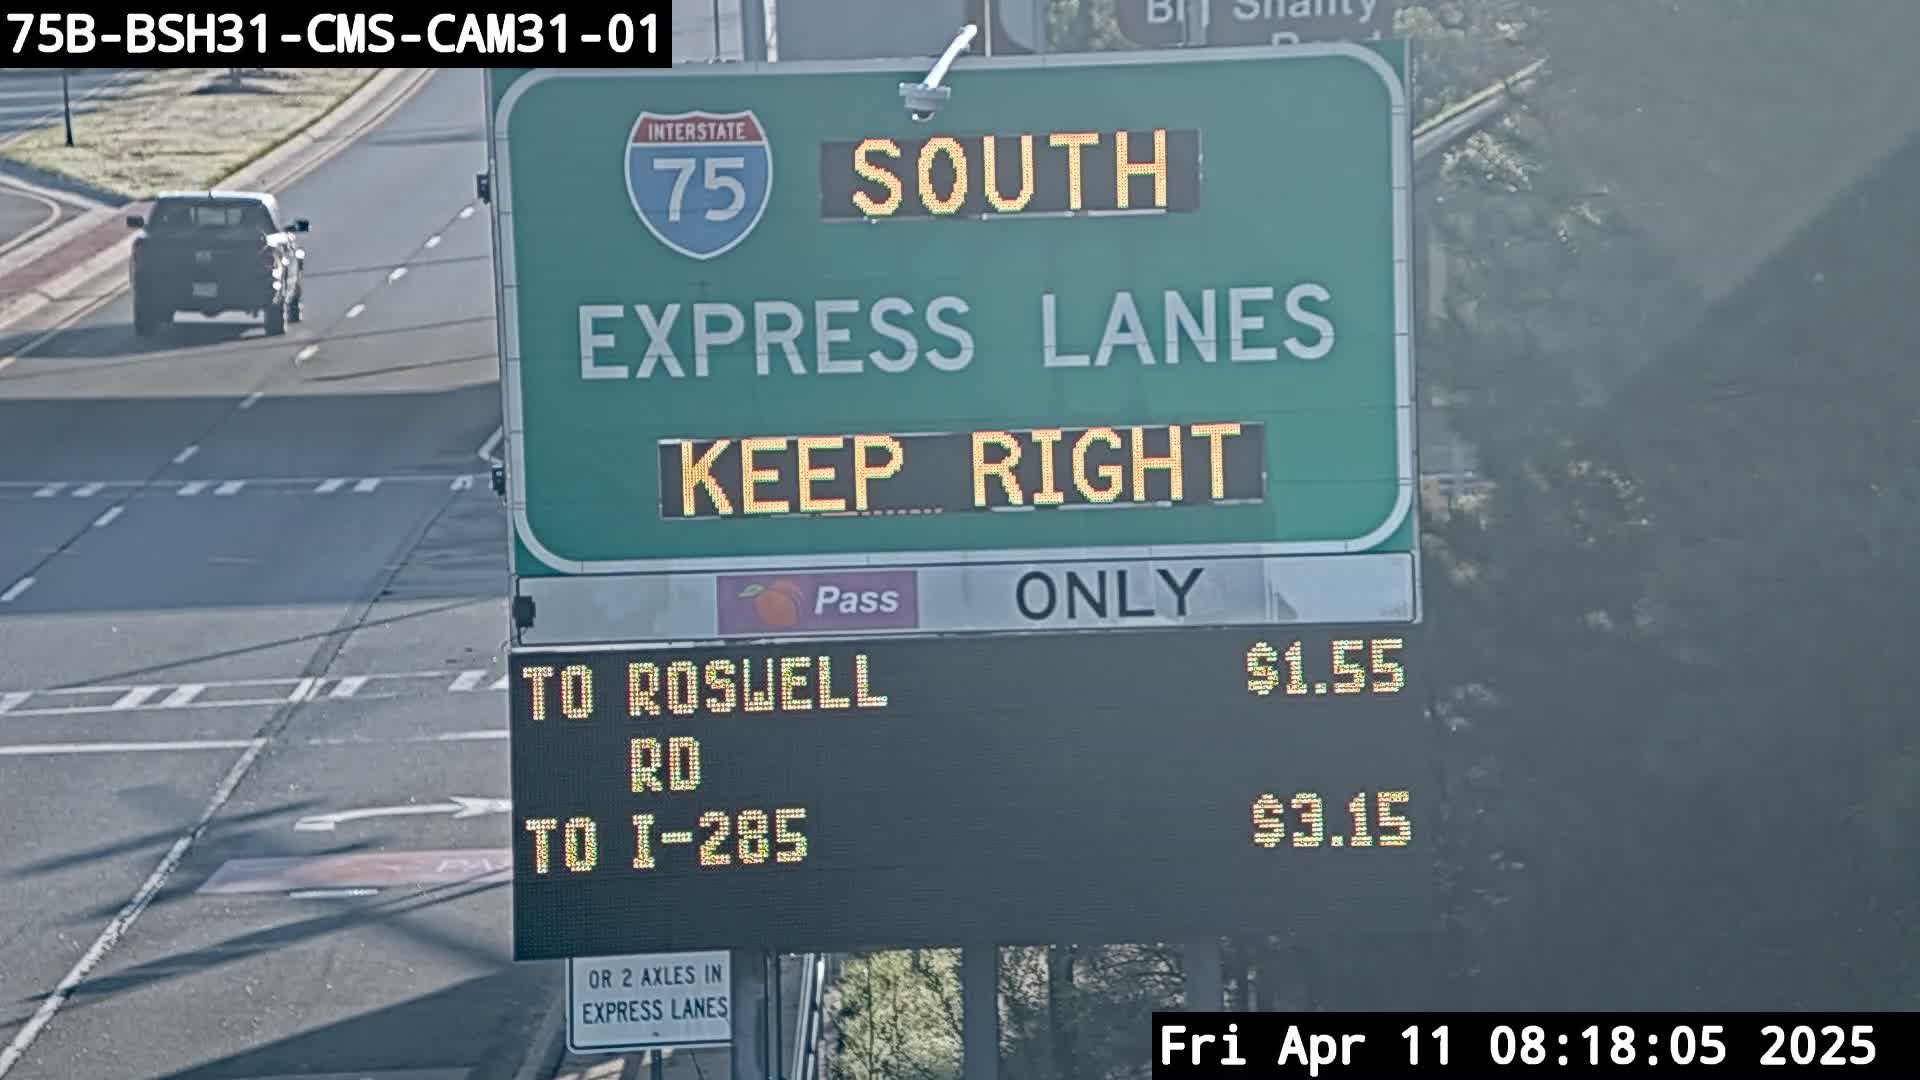 75B-BSH31-CMS-CAM31-01
Shanty
INTERSTATE
75
SOUTH
EXPRESS LANES
KEEP RIGHT
Pass ONLY
TO ROSWELL $1.55
RD
TO I-285 $3.15
OR 2 AXLES IN
EXPRESS LANES
Fri Apr 11 08:18:05 2025